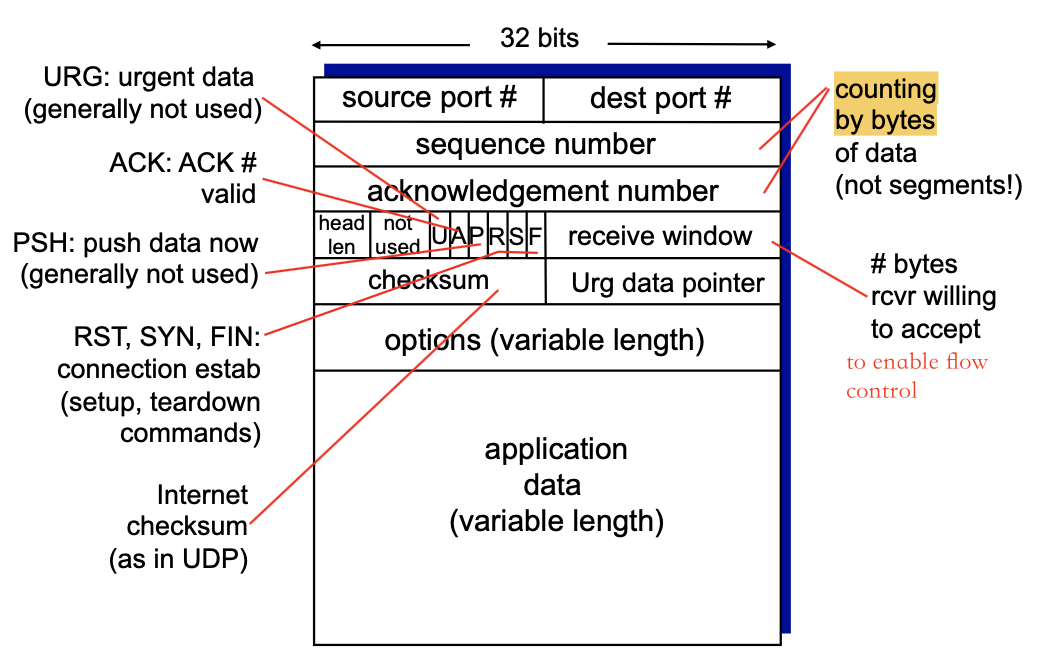 32 bits
URG: urgent data
(generally not used)
ACK: ACK #
valid
PSH: push data now
(generally not used)
RST, SYN, FIN:
connection estab
(setup, teardown
commands)
Internet
checksum
(as in UDP)
source port #
dest port #
sequence number
acknowledgement number
head
len
not
used
U
A
P
R
S
F
receive window
checksum
Urg data pointer
options (variable length)
application
data
(variable length)
counting
by bytes
of data
(not segments!)
# bytes
rcvr willing
to accept
to enable flow
control